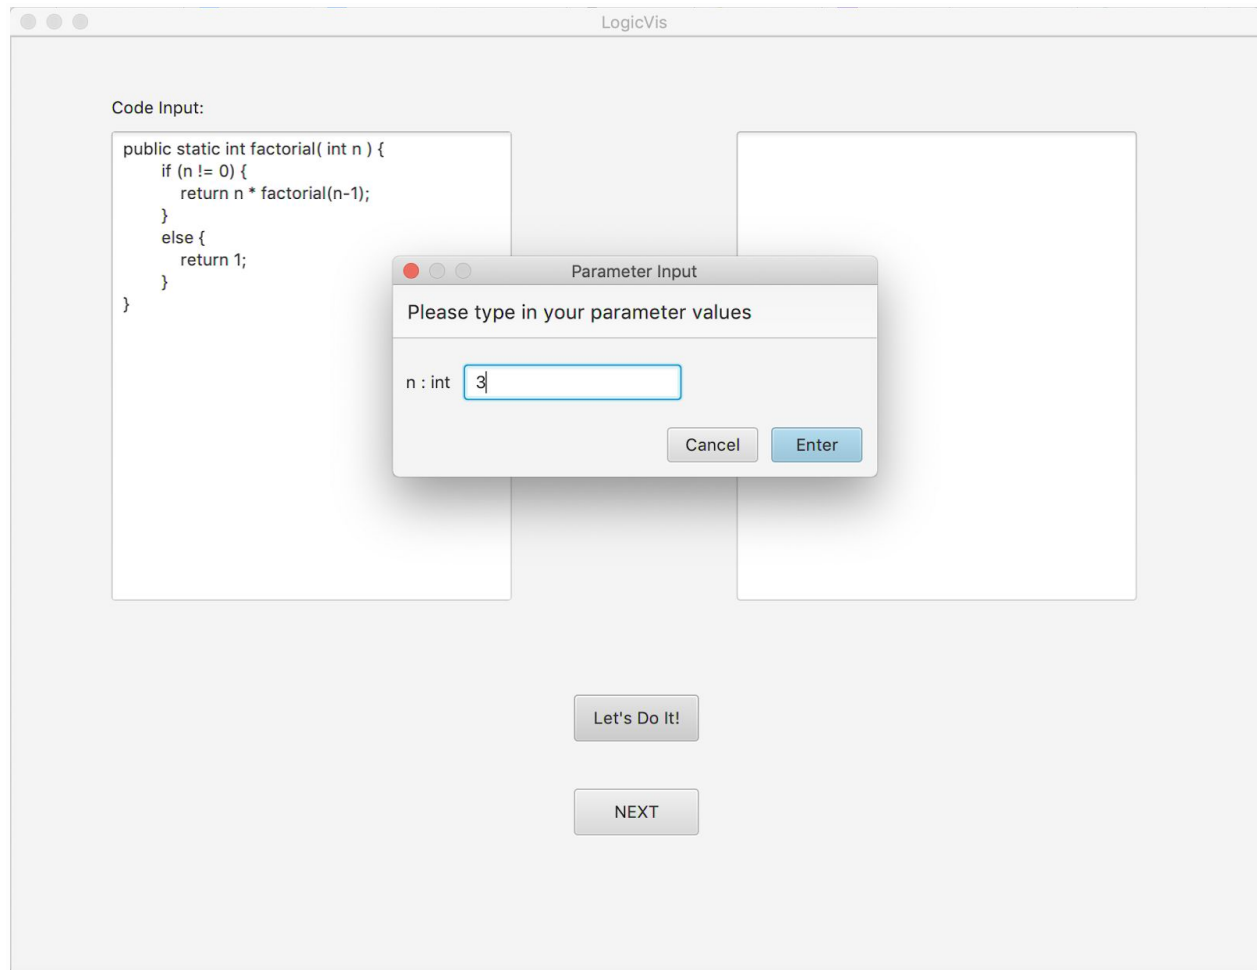 LogicVis
Code Input:
public static int factorial( int n ) {
if (n != 0) {
return n * factorial(n-1);
}
else {
return 1;
}
}
Parameter Input
Please type in your parameter values
n : int 3
Cancel Enter
Let's Do It!
NEXT